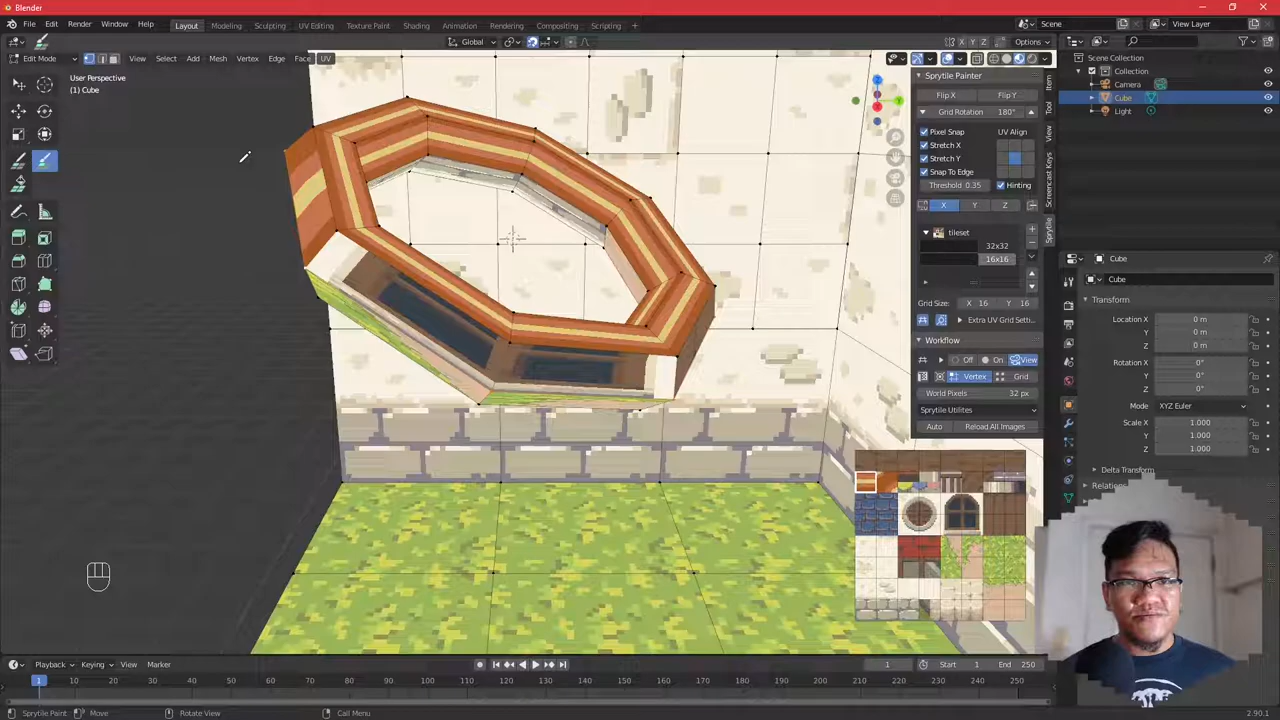 Blender
File Edit Render Window Help Layout Modeling Sculpting UV Editing Texture Paint Shading Animation Rendering Compositing Scripting + Scene View Layer
Global X Y Z Options
Edit Mode View Select Add Mesh Vertex Edge Face UV
User Perspective
(1) Cube
Sprytile Painter
Flip X Flip Y
Grid Rotation 180°
Pixel Snap UV Align
Stretch X
Stretch Y
Snap To Edge
Threshold 0.35 Hinting
X Y Z
tileset
32x32
16x16
Grid Size: X 16 Y 16
Extra UV Grid Setti...
Workflow
Off On View
Vertex Grid
World Pixels 32 px
Sprytile Utilites
Auto Reload All Images
Item
Tool
View
Screencast Keys
Sprytile
Scene Collection
Collection
Camera
Cube
Light
Cube
Cube
Transform
Location X 0 m
Y 0 m
Z 0 m
Rotation X 0°
Y 0°
Z 0°
Mode XYZ Euler
Scale X 1.000
Y 1.000
Z 1.000
Delta Transform
Relations
Playback Keying View Marker 1 Start 1 End 250
1 10 20 30 40 50 60 70 80 90 100 110 120 130 140 150 160 170 180 190 200 210 220 230 240 250
Sprytile Paint Move Rotate View Call Menu 2.90.1